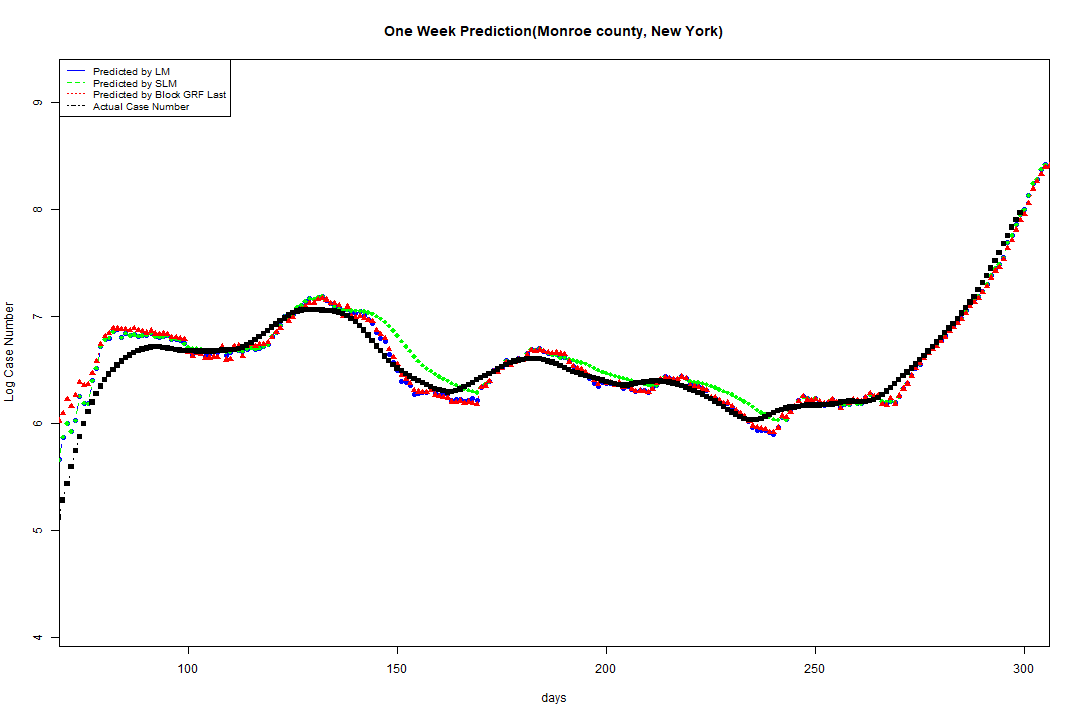 One Week Prediction(Monroe county, New York)
Predicted by LM
Predicted by SLM
Predicted by Block GRF Last
Actual Case Number
Log Case Number
9
8
7
6
5
4
100 150 200 250 300
days